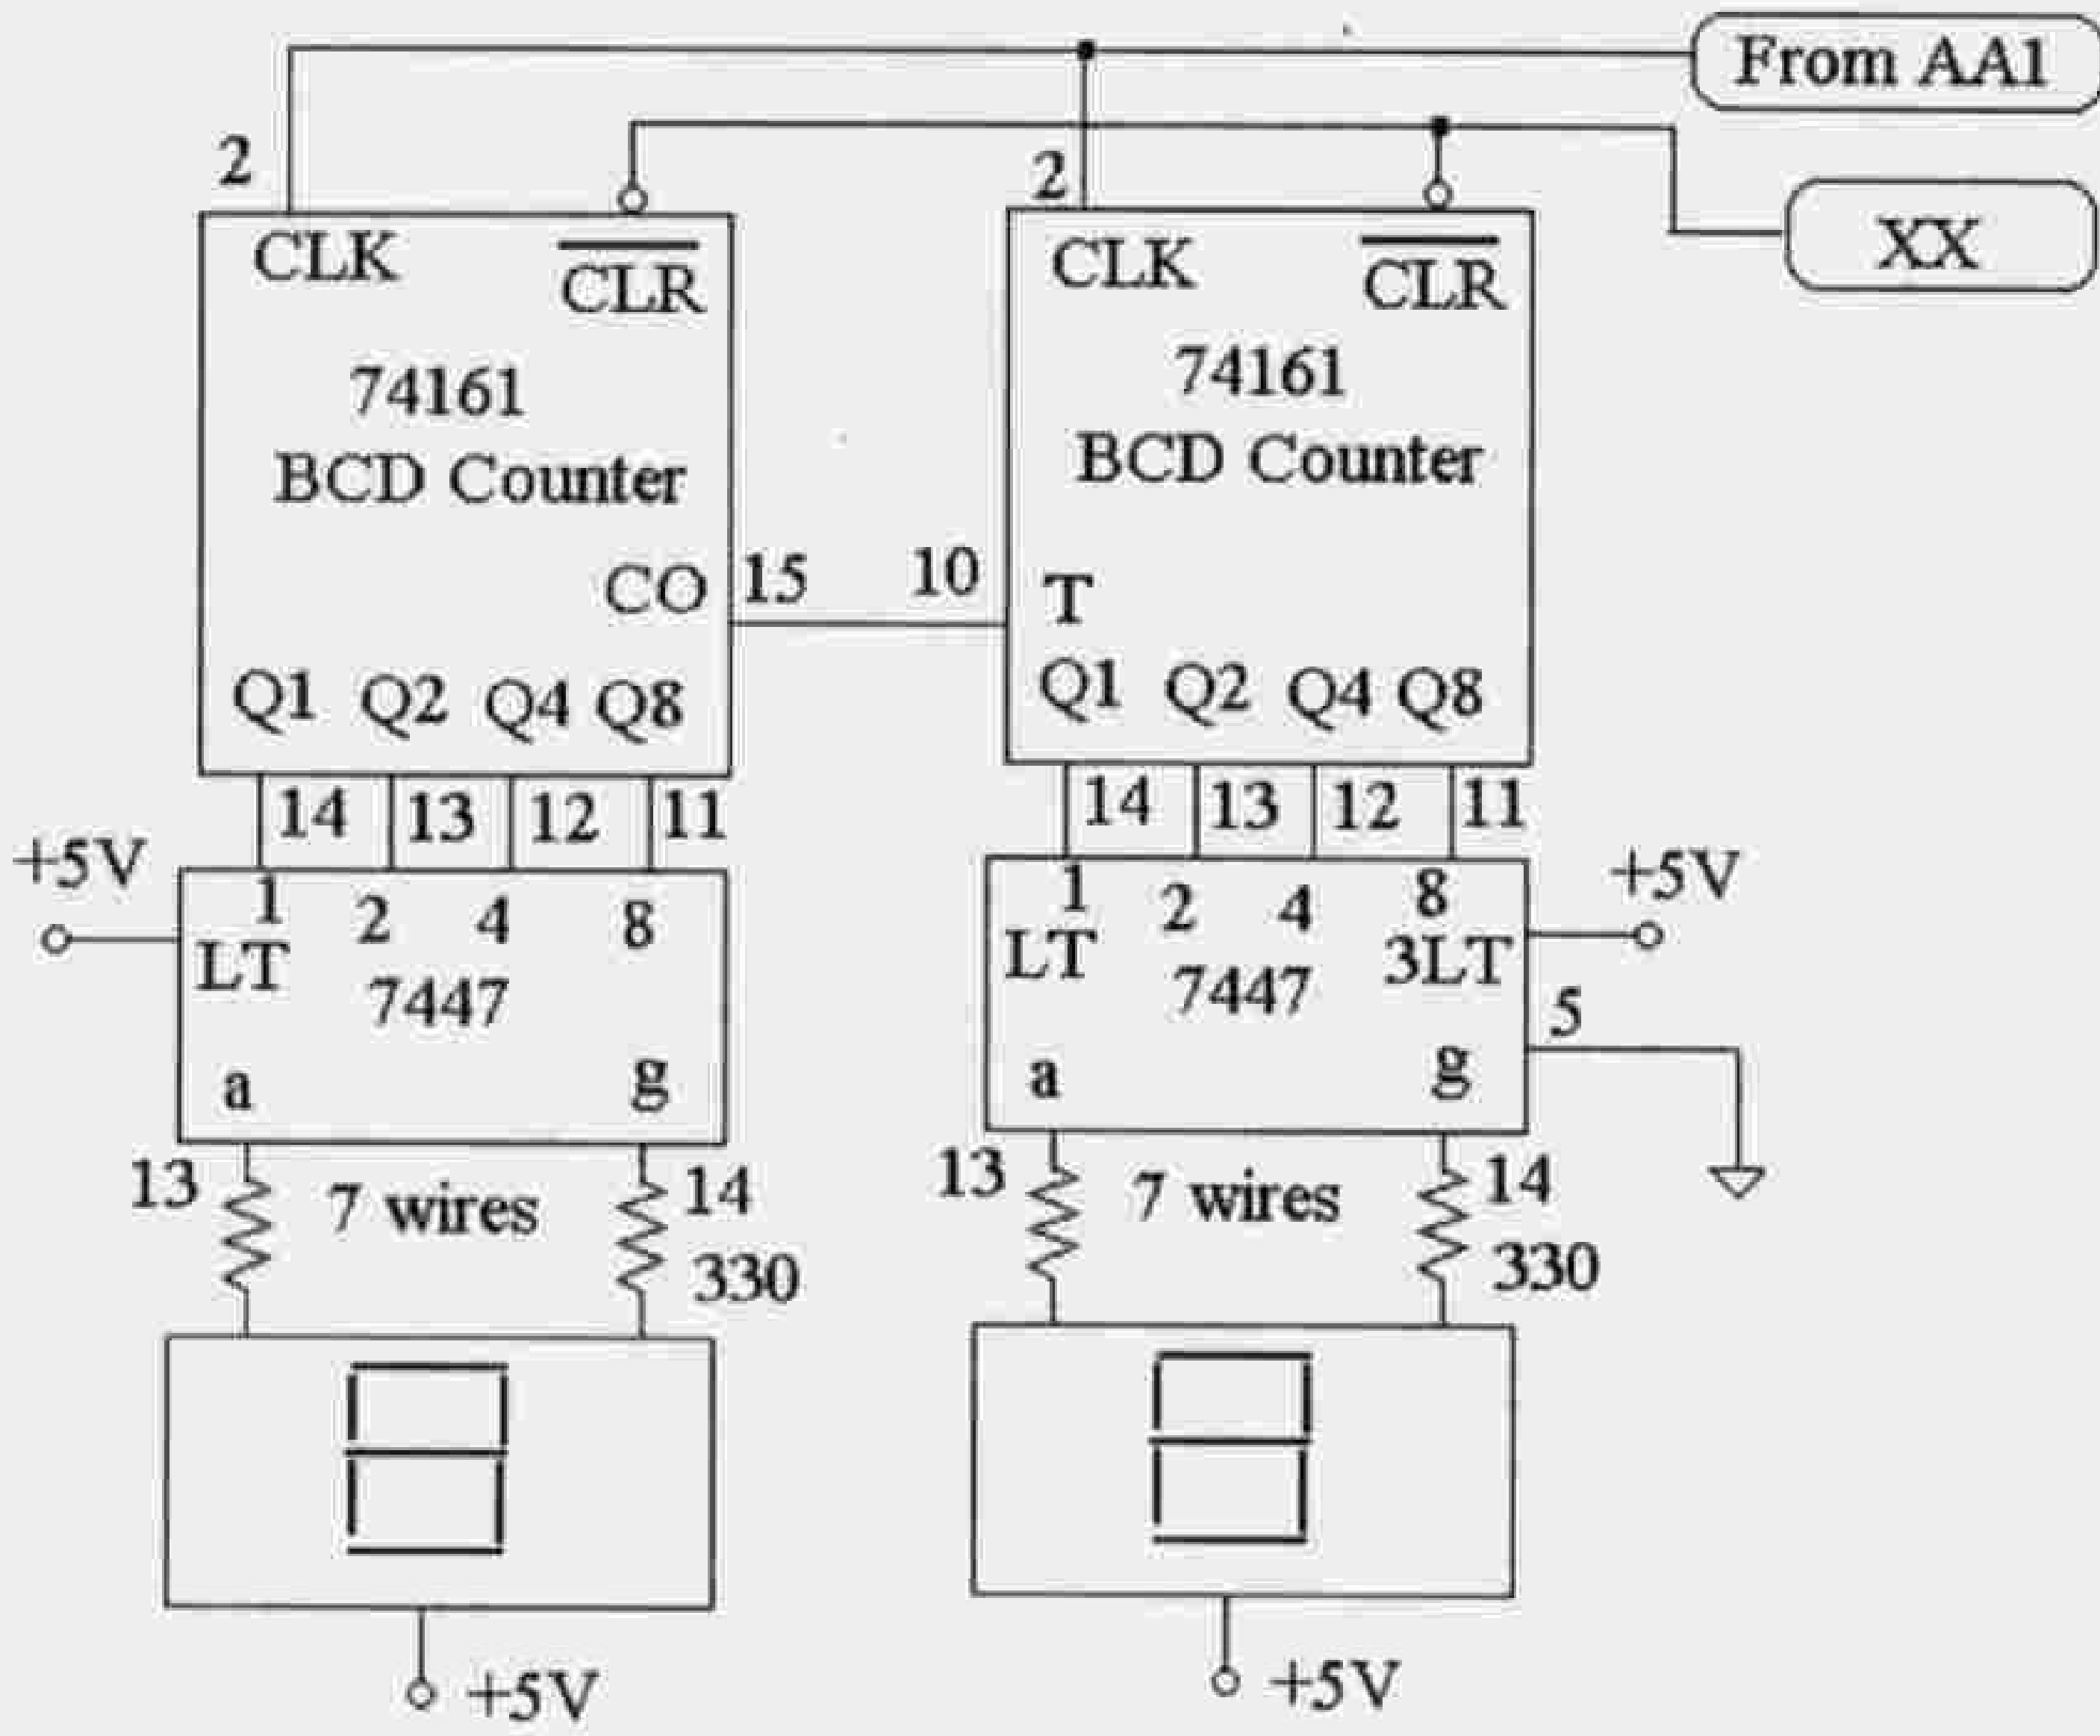 From AA1
2
2
XX
CLK CLR
CLK CLR
74161
BCD Counter
74161
BCD Counter
CO 15
10 T
Q1 Q2 Q4 Q8
Q1 Q2 Q4 Q8
14 13 12 11
14 13 12 11
+5V
+5V
1 2 4 8
1 2 4 8
LT
LT 3LT
7447
7447
5
a g
a g
13 7 wires 14
13 7 wires 14
330
330
+5V
+5V